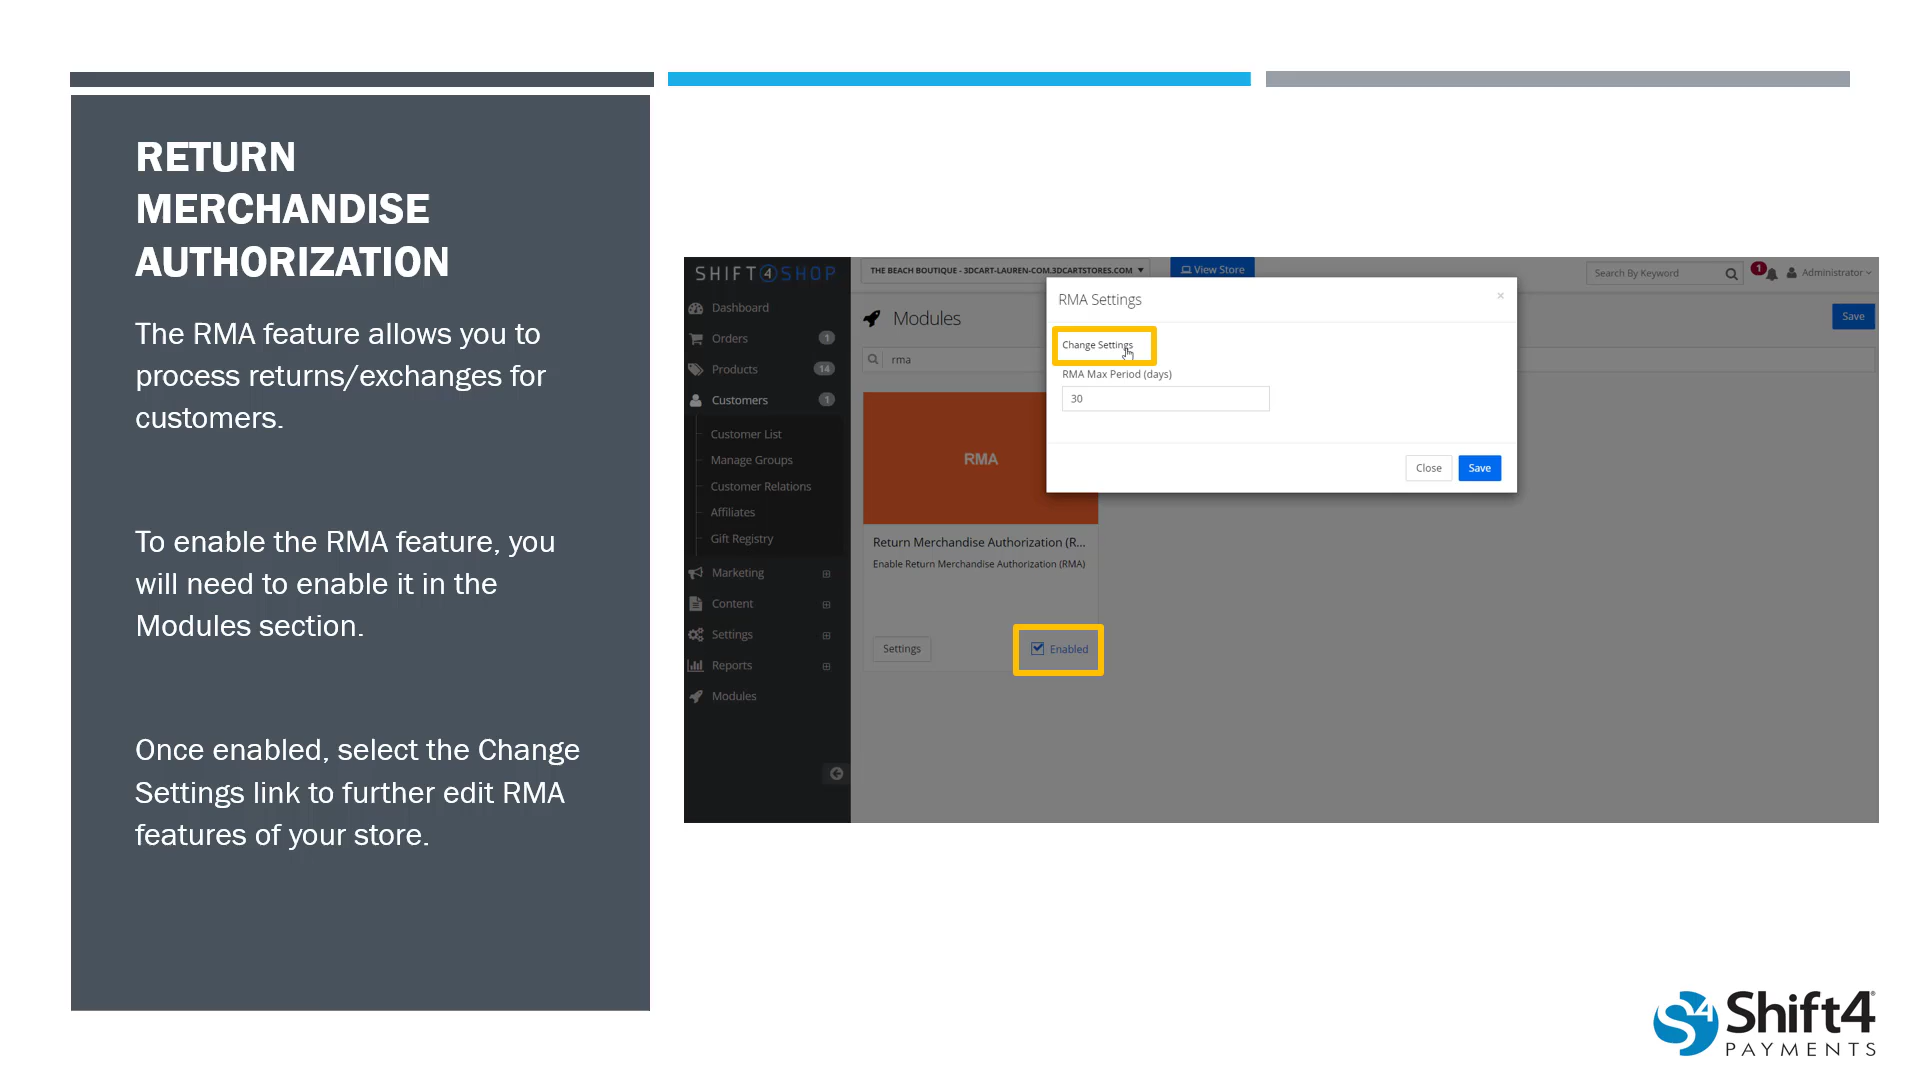 RETURN
MERCHANDISE
AUTHORIZATION
The RMA feature allows you to
process returns/exchanges for
customers.
To enable the RMA feature, you
will need to enable it in the
Modules section.
Once enabled, select the Change
Settings link to further edit RMA
features of your store.
SHIFT4SHOP
THE BEACH BOUTIQUE - 3DCART-LAUREN-COM.3DCARTSTORES.COM
View Store
Search By Keyword
1
Administrator
Dashboard
Orders 1
Products 14
Customers 1
Customer List
Manage Groups
Customer Relations
Affiliates
Gift Registry
Marketing
Content
Settings
Reports
Modules
Modules
Save
rma
RMA
Return Merchandise Authorization (R...
Enable Return Merchandise Authorization (RMA)
Settings
Enabled
RMA Settings
×
Change Settings
RMA Max Period (days)
30
Close
Save
S4
Shift4®
PAYMENTS